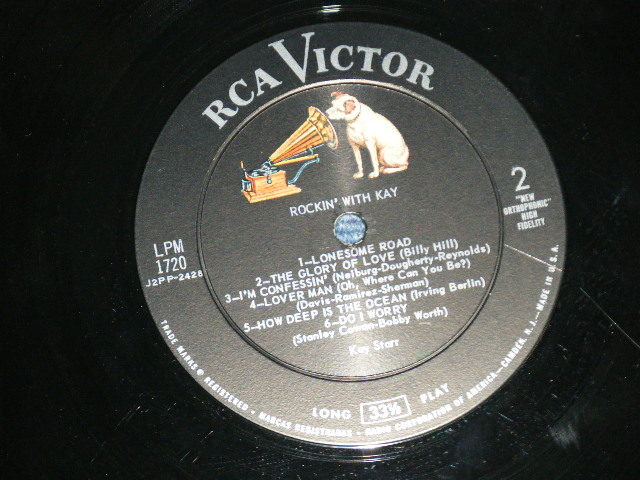 RCA VICTOR
ROCKIN' WITH KAY
2
"NEW
ORTHOPHONIC"
HIGH
FIDELITY
LPM
1720
J2PP-2428
1-LONESOME ROAD
2-THE GLORY OF LOVE (Billy Hill)
3-I'M CONFESSIN' (Neiburg-Dougherty-Reynolds)
4-LOVER MAN (Oh, Where Can You Be?)
(Davis-Ramirez-Sherman)
5-HOW DEEP IS THE OCEAN (Irving Berlin)
6-DO I WORRY
(Stanley Cowan-Bobby Worth)
Kay Starr
LONG 33⅓ PLAY
TRADE MARKS ® REGISTERED • MARCAS REGISTRADAS • RADIO CORPORATION OF AMERICA-CAMDEN, N.J.-MADE IN U.S.A.